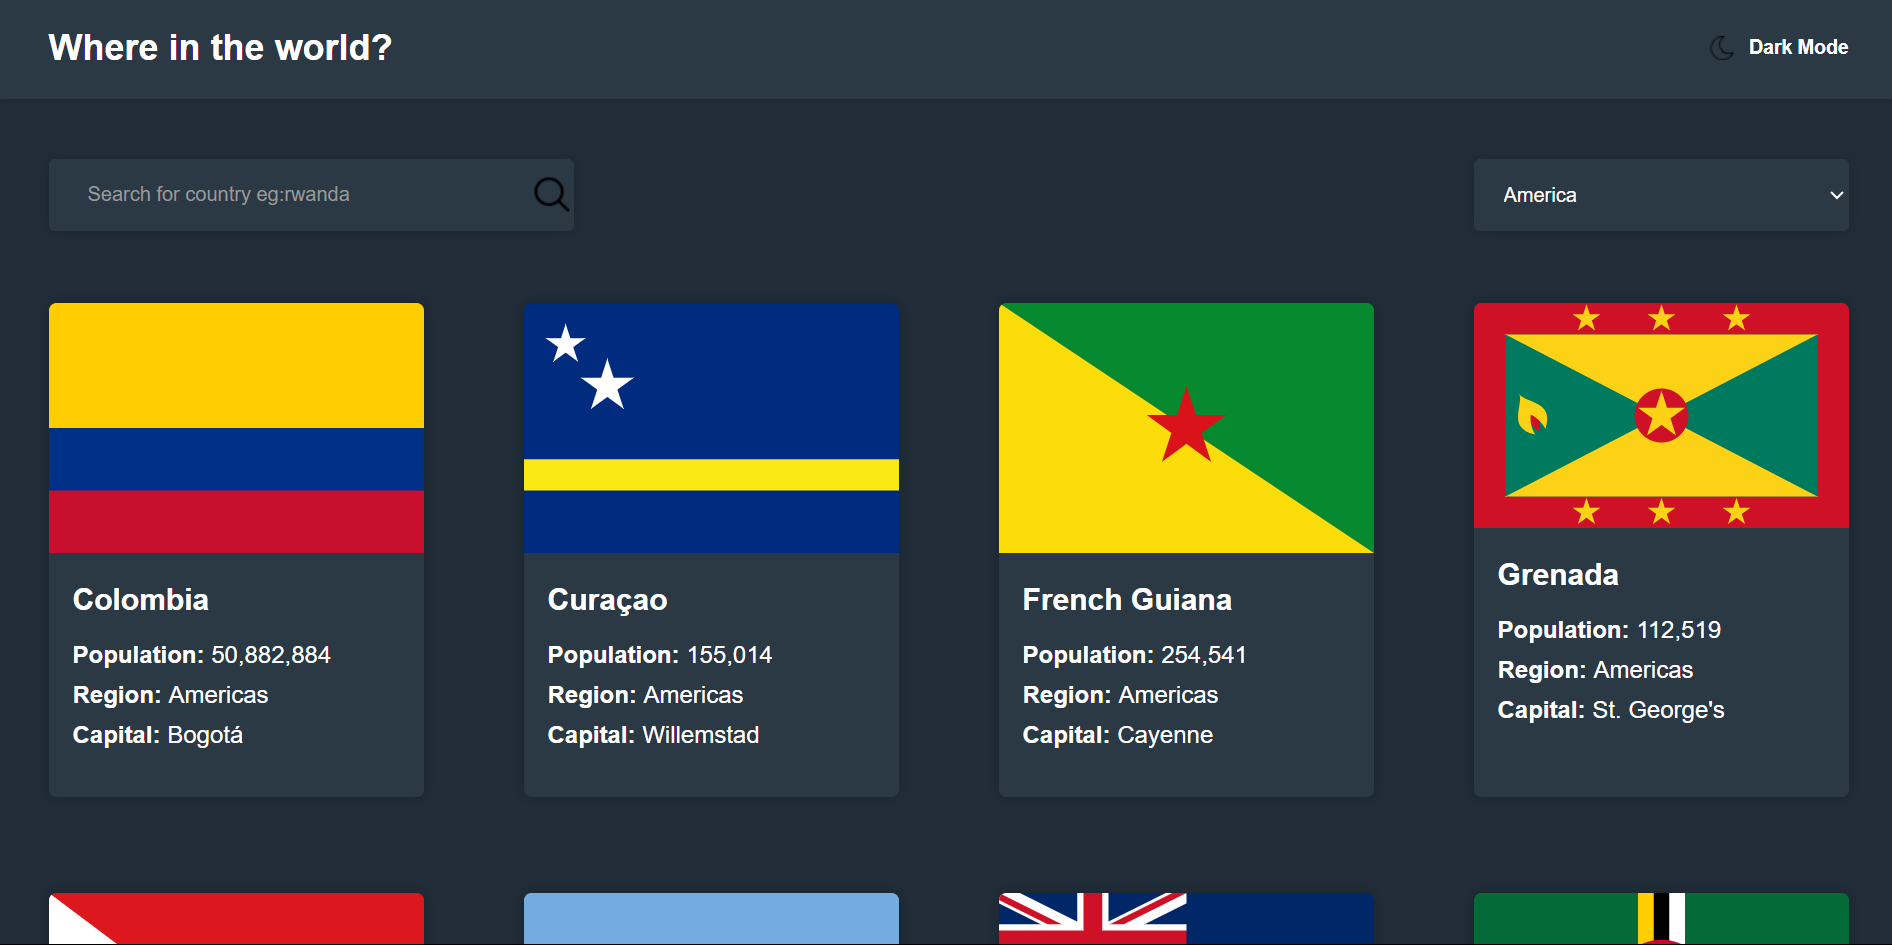 Where in the world?
Dark Mode
Search for country eg:rwanda
America
Colombia
Population: 50,882,884
Region: Americas
Capital: Bogotá
Curaçao
Population: 155,014
Region: Americas
Capital: Willemstad
French Guiana
Population: 254,541
Region: Americas
Capital: Cayenne
Grenada
Population: 112,519
Region: Americas
Capital: St. George's